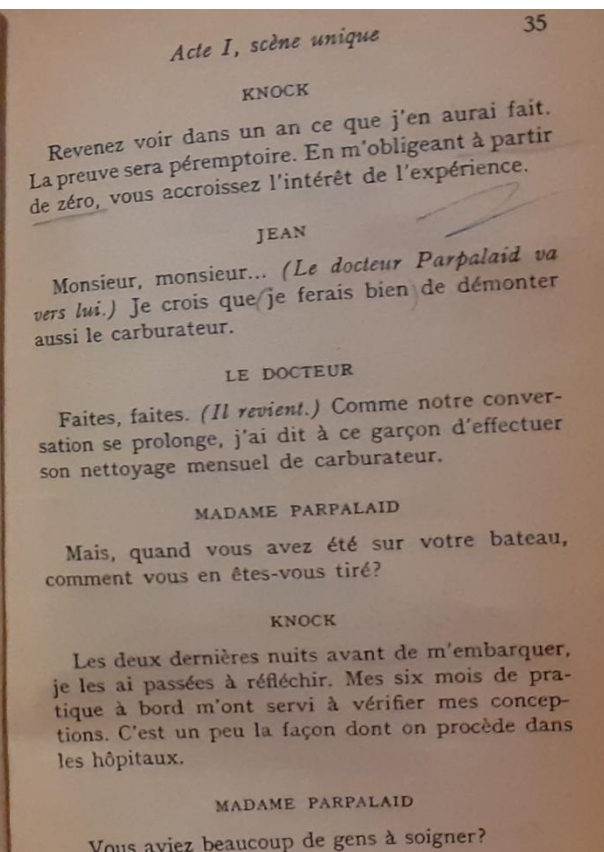 Acte I, scène unique
35
KNOCK
Revenez voir dans un an ce que j'en aurai fait.
La preuve sera péremptoire. En m'obligeant à partir
de zéro, vous accroissez l'intérêt de l'expérience.
JEAN
Monsieur, monsieur... (Le docteur Parpalaid va
vers lui.) Je crois que je ferais bien de démonter
aussi le carburateur.
LE DOCTEUR
Faites, faites. (Il revient.) Comme notre conver-
sation se prolonge, j'ai dit à ce garçon d'effectuer
son nettoyage mensuel de carburateur.
MADAME PARPALAID
Mais, quand vous avez été sur votre bateau,
comment vous en êtes-vous tiré?
KNOCK
Les deux dernières nuits avant de m'embarquer,
je les ai passées à réfléchir. Mes six mois de pra-
tique à bord m'ont servi à vérifier mes concep-
tions. C'est un peu la façon dont on procède dans
les hôpitaux.
MADAME PARPALAID
Vous aviez beaucoup de gens à soigner?